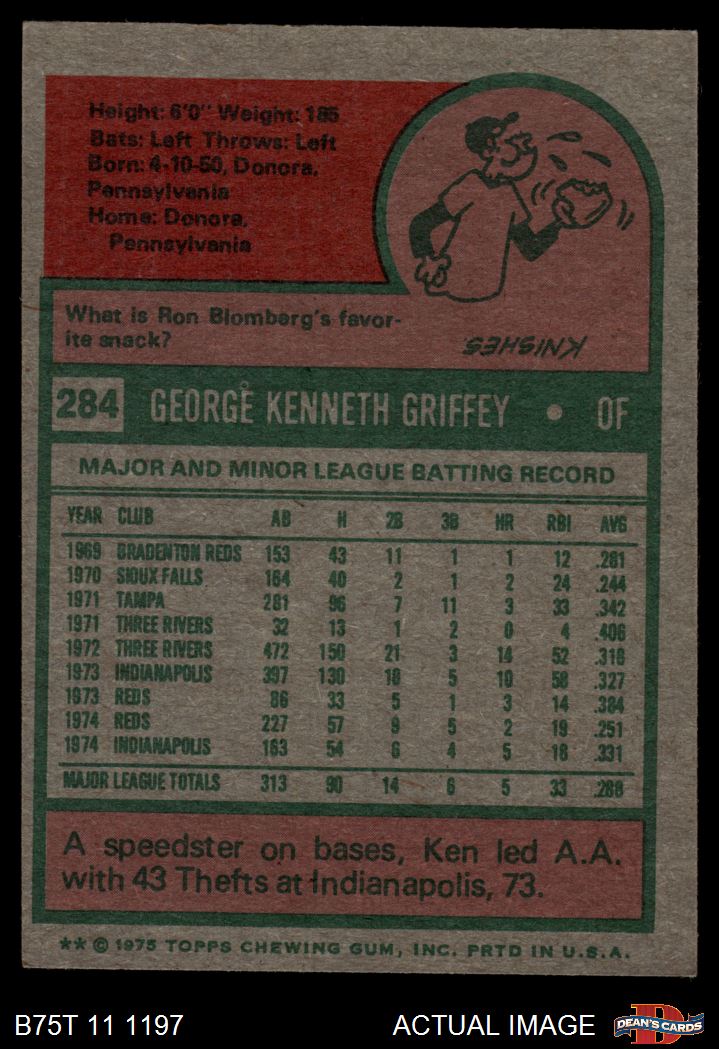 Height: 6'0" Weight: 185
Bats: Left Throws: Left
Born: 4-10-50, Donora,
Pennsylvania
Home: Donora,
Pennsylvania
What is Ron Blomberg's favor-
ite snack?
KNISHES
284 GEORGE KENNETH GRIFFEY • OF
MAJOR AND MINOR LEAGUE BATTING RECORD
YEAR CLUB AB H 2B 3B HR RBI AVG
1969 BRADENTON REDS 153 43 11 1 1 12 .281
1970 SIOUX FALLS 164 40 2 1 2 24 .244
1971 TAMPA 281 96 7 11 3 33 .342
1971 THREE RIVERS 32 13 1 2 0 4 .406
1972 THREE RIVERS 472 150 21 3 14 52 .318
1973 INDIANAPOLIS 397 130 18 5 10 58 .327
1973 REDS 86 33 5 1 3 14 .384
1974 REDS 227 57 9 5 2 19 .251
1974 INDIANAPOLIS 163 54 6 4 5 18 .331
MAJOR LEAGUE TOTALS 313 90 14 6 5 33 .288
A speedster on bases, Ken led A.A.
with 43 Thefts at Indianapolis, 73.
** © 1975 TOPPS CHEWING GUM, INC. PRTD IN U.S.A.
B75T 11 1197 ACTUAL IMAGE DEAN'S CARDS